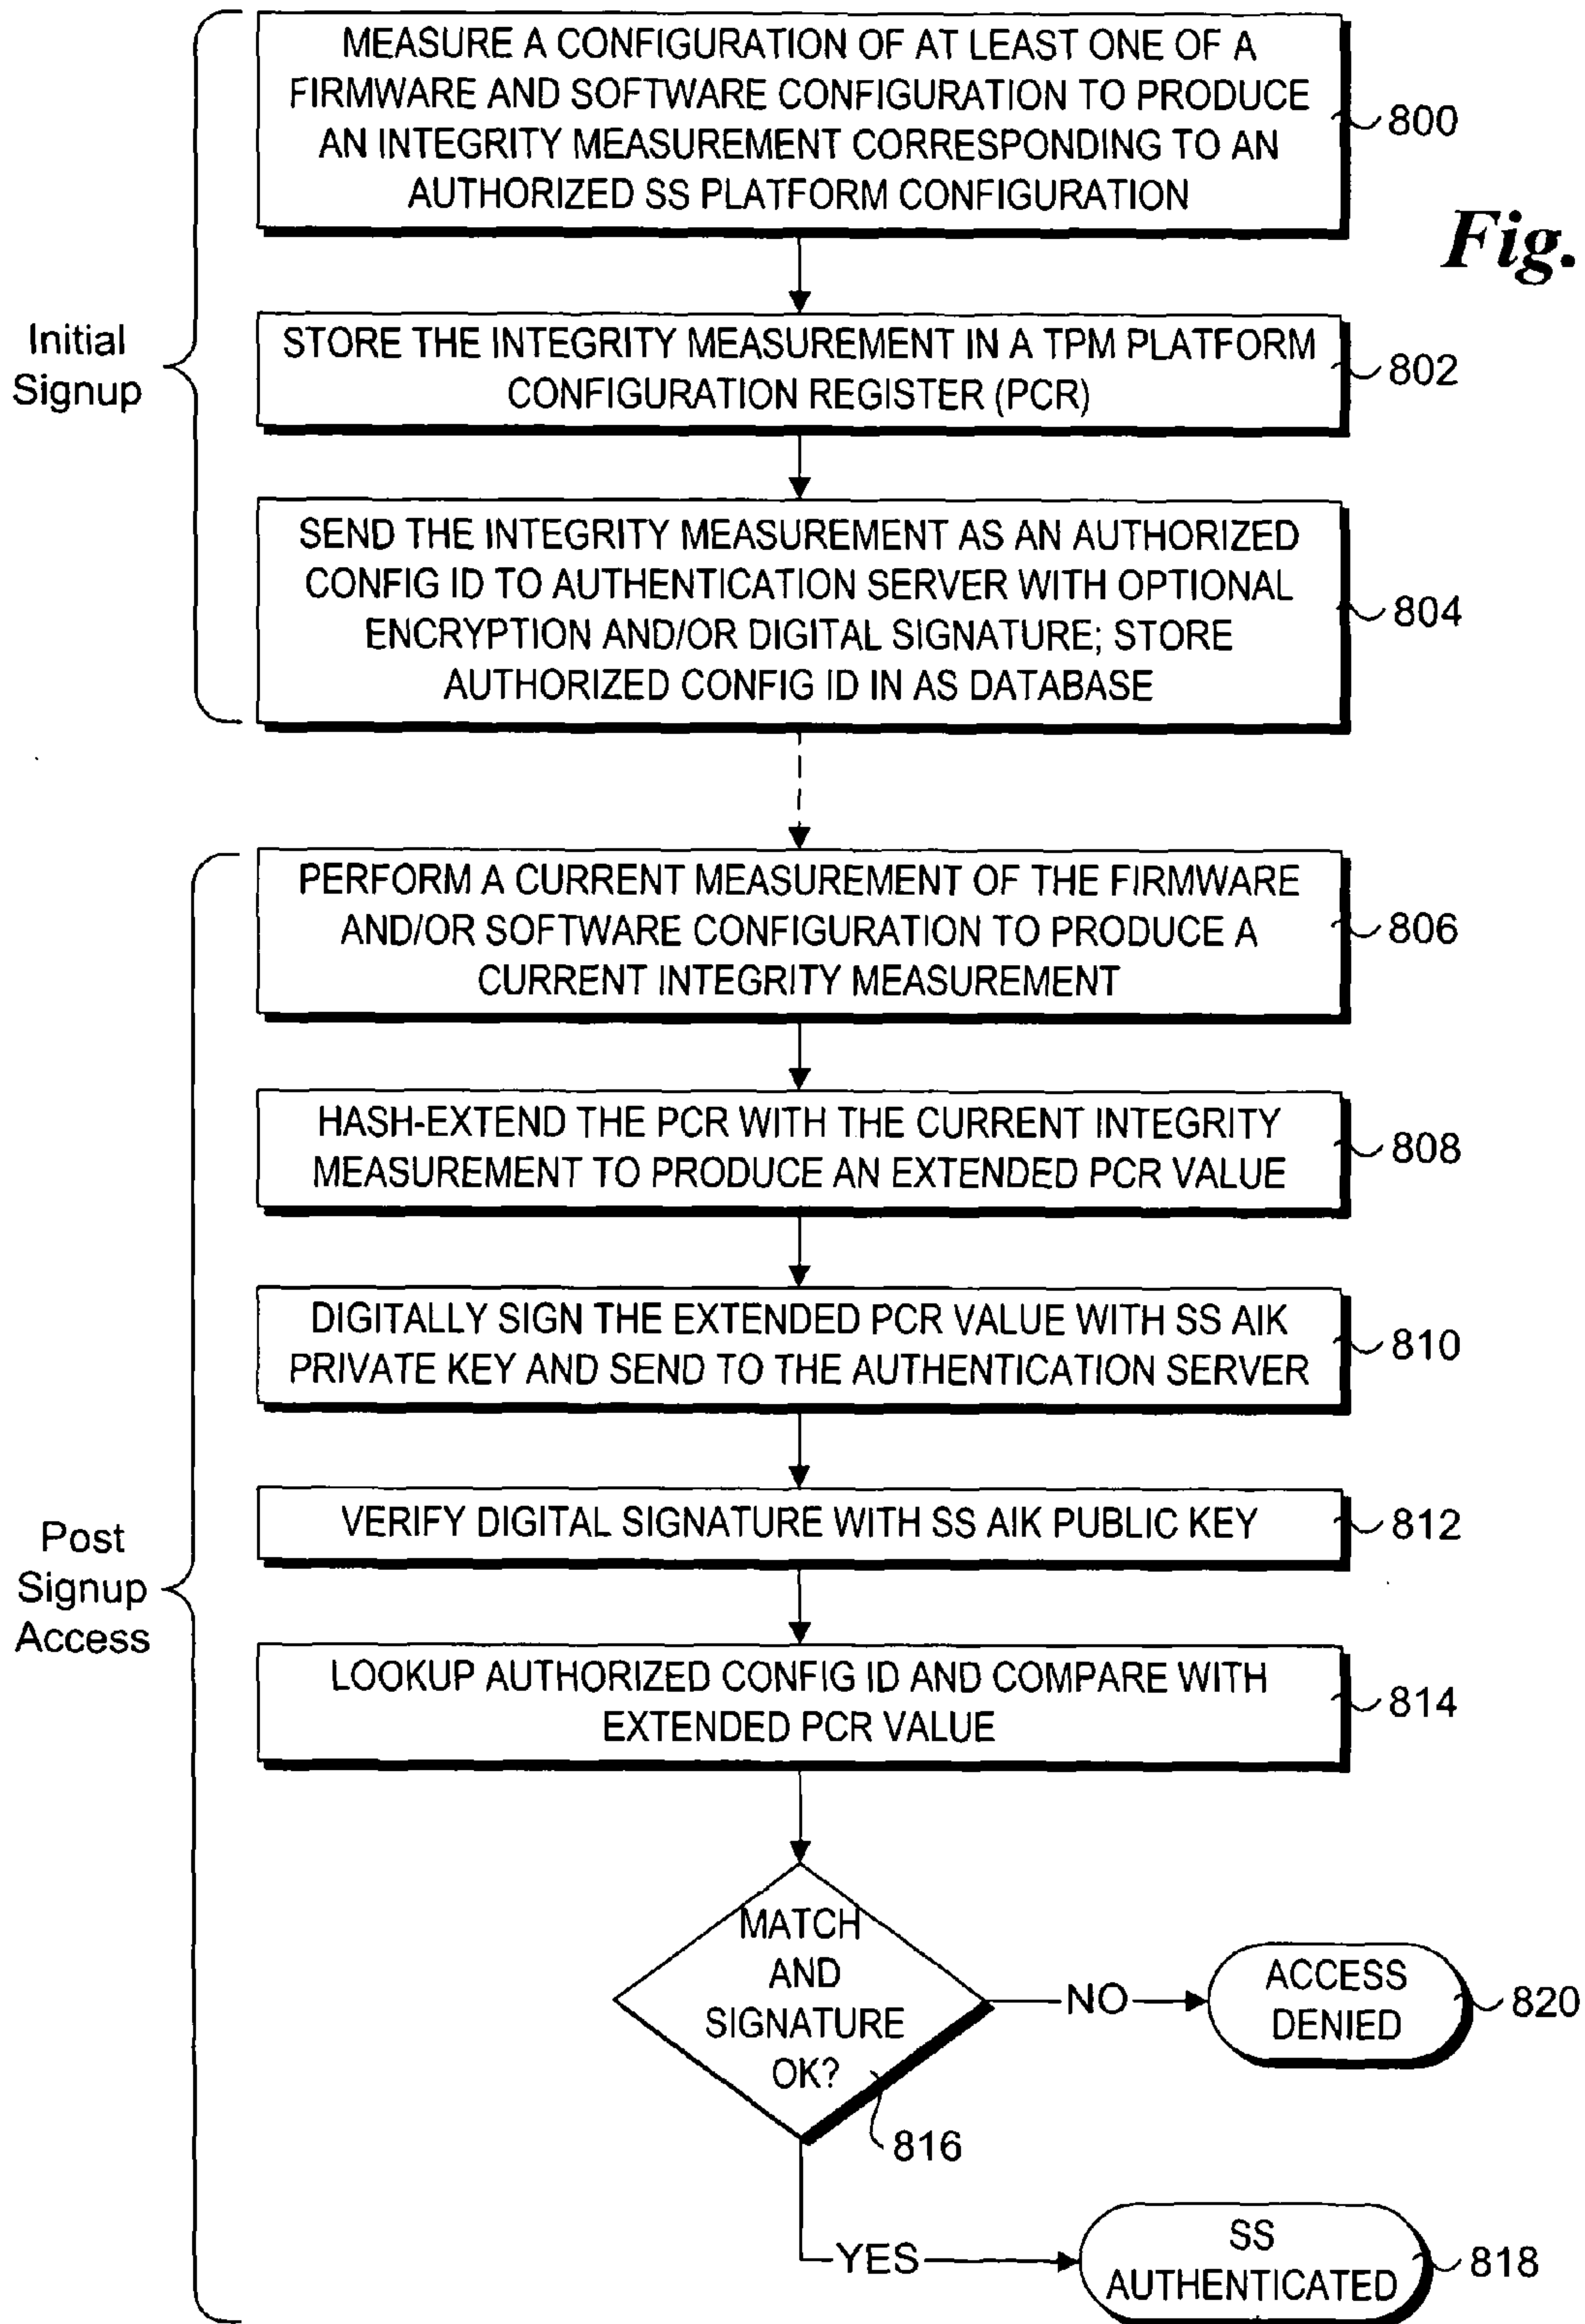 MEASURE A CONFIGURATION OF AT LEAST ONE OF A
FIRMWARE AND SOFTWARE CONFIGURATION TO PRODUCE
AN INTEGRITY MEASUREMENT CORRESPONDING TO AN
AUTHORIZED SS PLATFORM CONFIGURATION
800
Fig.
Initial
Signup
STORE THE INTEGRITY MEASUREMENT IN A TPM PLATFORM
CONFIGURATION REGISTER (PCR)
802
SEND THE INTEGRITY MEASUREMENT AS AN AUTHORIZED
CONFIG ID TO AUTHENTICATION SERVER WITH OPTIONAL
ENCRYPTION AND/OR DIGITAL SIGNATURE; STORE
AUTHORIZED CONFIG ID IN AS DATABASE
804
PERFORM A CURRENT MEASUREMENT OF THE FIRMWARE
AND/OR SOFTWARE CONFIGURATION TO PRODUCE A
CURRENT INTEGRITY MEASUREMENT
806
HASH-EXTEND THE PCR WITH THE CURRENT INTEGRITY
MEASUREMENT TO PRODUCE AN EXTENDED PCR VALUE
808
DIGITALLY SIGN THE EXTENDED PCR VALUE WITH SS AIK
PRIVATE KEY AND SEND TO THE AUTHENTICATION SERVER
810
Post
Signup
Access
VERIFY DIGITAL SIGNATURE WITH SS AIK PUBLIC KEY
812
LOOKUP AUTHORIZED CONFIG ID AND COMPARE WITH
EXTENDED PCR VALUE
814
MATCH
AND
SIGNATURE
OK?
816
NO
ACCESS
DENIED
820
YES
SS
AUTHENTICATED
818